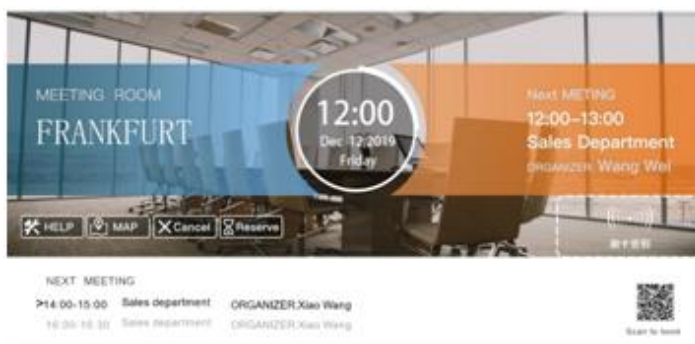 MEETING ROOM
FRANKFURT
12:00
Dec 12 2019
Friday
Next METING
12:00-13:00
Sales Department
ORGANIZER: Wang Wei
HELP
MAP
Cancel
Reserve
NEXT MEETING
>14:00-15:00 Sales department ORGANIZER:Xiao Wang
16:00-16:30 Sales department ORGANIZER:Xiao Wang
Scan to book